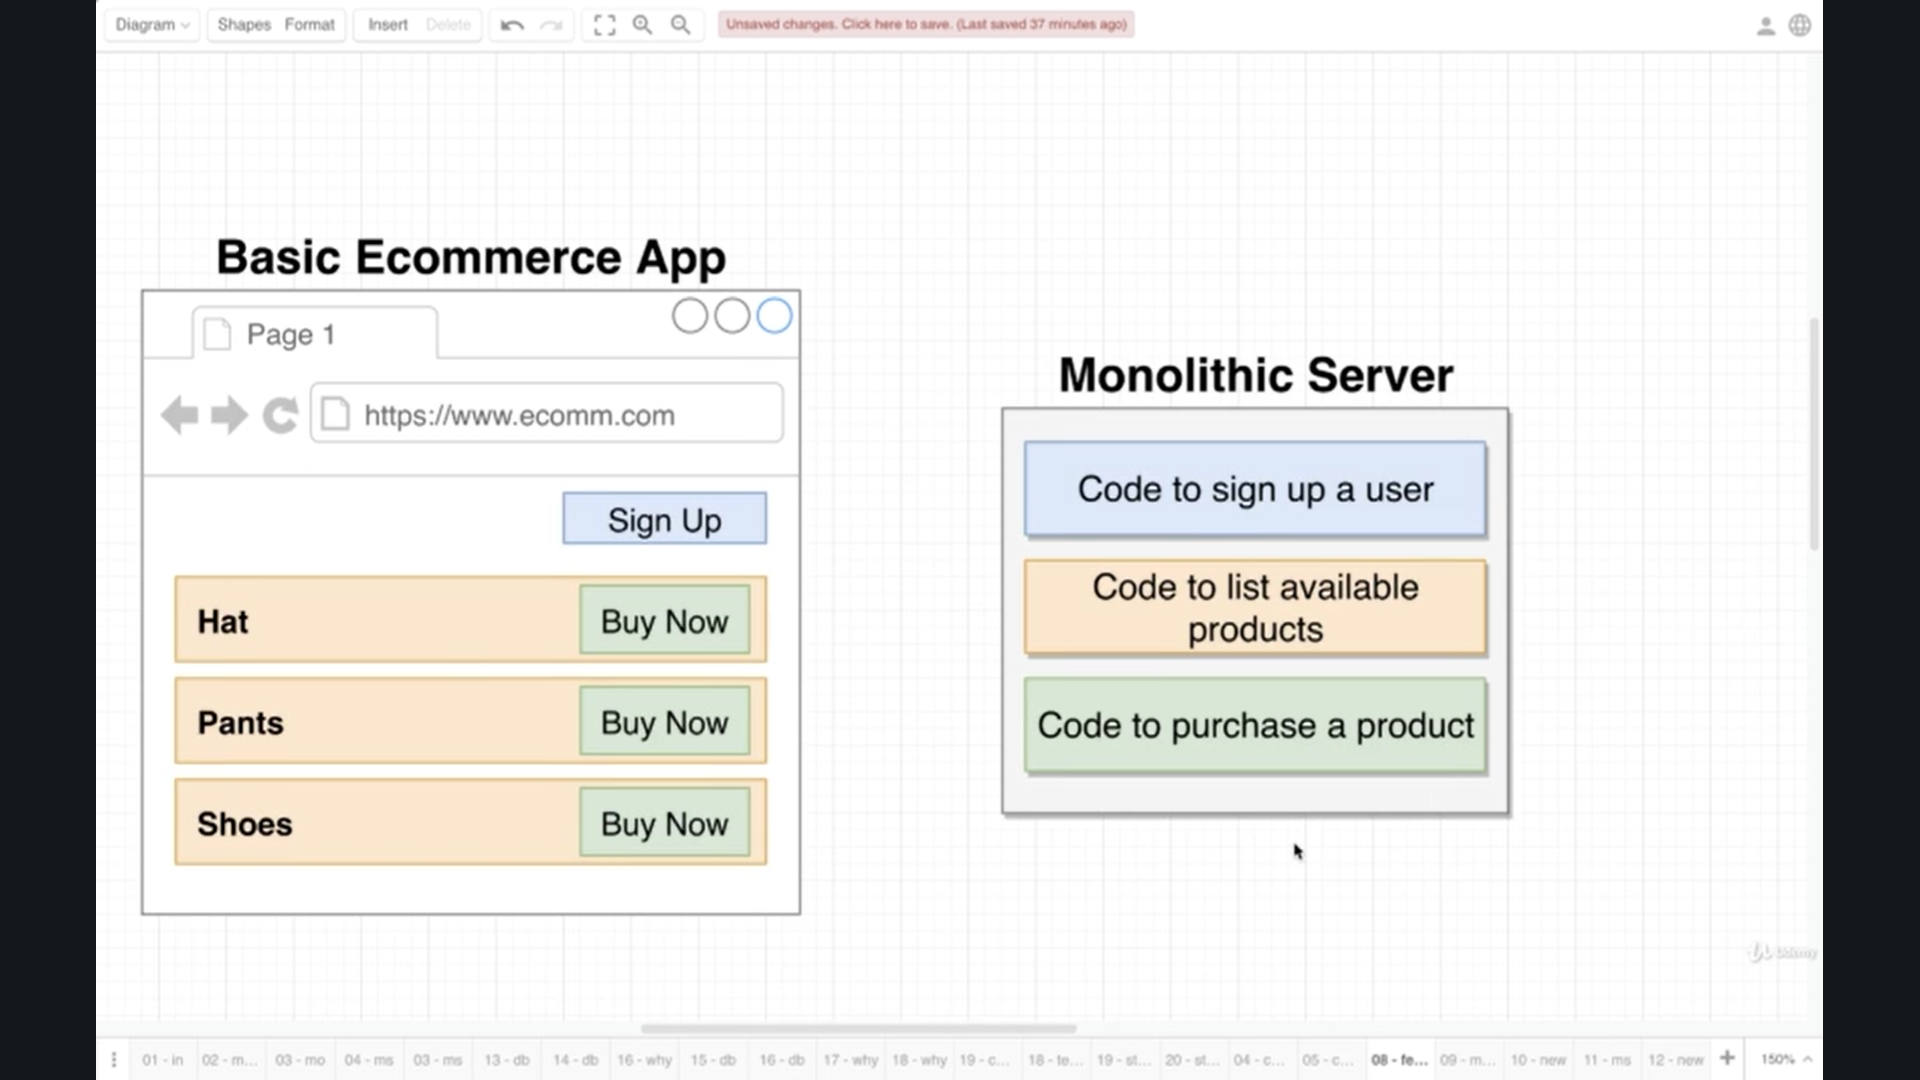 Diagram
Shapes Format
Insert Delete
Unsaved changes. Click here to save. (Last saved 37 minutes ago)
Basic Ecommerce App
Page 1
https://www.ecomm.com
Sign Up
Hat Buy Now
Pants Buy Now
Shoes Buy Now
Monolithic Server
Code to sign up a user
Code to list available
products
Code to purchase a product
Udemy
01 - in 02 - m... 03 - mo 04 - ms 03 - ms 13 - db 14 - db 16 - why 15 - db 16 - db 17 - why 18 - why 19 - c... 18 - te... 19 - st... 20 - st... 04 - c... 05 - c... 08 - fe... 09 - m... 10 - new 11 - ms 12 - new 150%